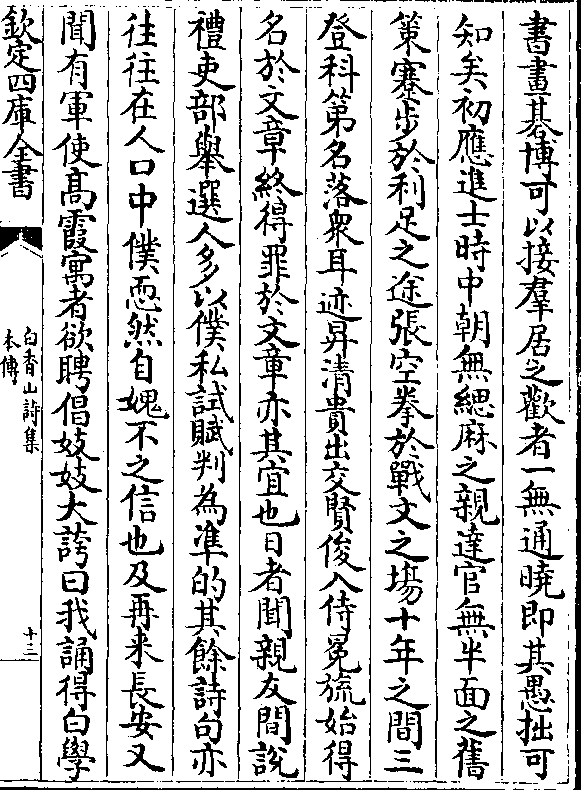 書畫棊博可以接羣居之歡者一無通曉即其愚拙可
知矣初應進士時中朝無緦麻之親達官無半面之舊
策蹇步於利足之途張空拳於戰文之場十年之間三
登科第名落衆耳迹昇清貴出交賢俊入侍冕旒始得
名於文章終得罪於文章亦其宜也日者聞親友間說
禮吏部舉選人多以僕私試賦判為準的其餘詩句亦
往往在人口中僕恧然自媿不之信也及再来長安又
聞有軍使髙霞寓者欲聘倡妓妓大誇曰我誦得白學
欽定四庫全書
白香山詩集
本傳
十三